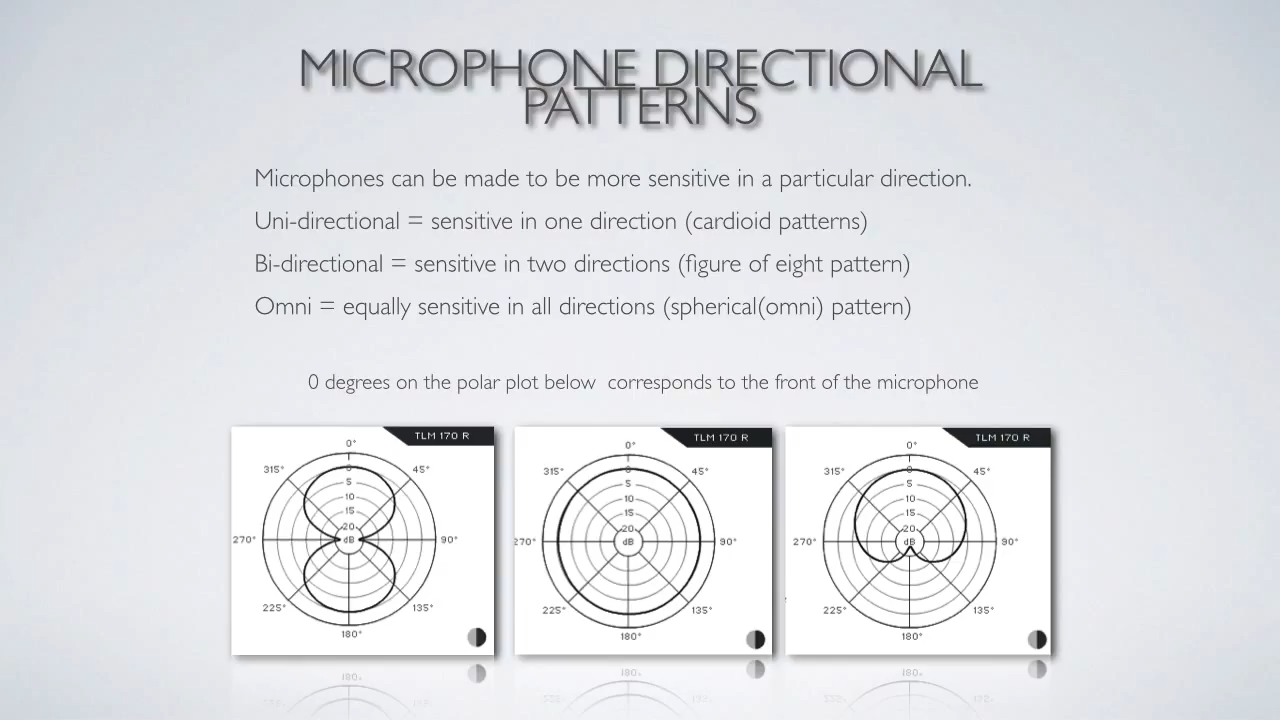 MICROPHONE DIRECTIONAL
PATTERNS
Microphones can be made to be more sensitive in a particular direction.
Uni-directional = sensitive in one direction (cardioid patterns)
Bi-directional = sensitive in two directions (figure of eight pattern)
Omni = equally sensitive in all directions (spherical(omni) pattern)
0 degrees on the polar plot below  corresponds to the front of the microphone
TLM 170 R
0°
315° 45°
0
5
10
15
20
270° dB 90°
225° 135°
180°
TLM 170 R
0°
315° 45°
0
5
10
15
20
270° dB 90°
225° 135°
180°
TLM 170 R
0°
315° 45°
0
5
10
15
20
270° dB 90°
225° 135°
180°